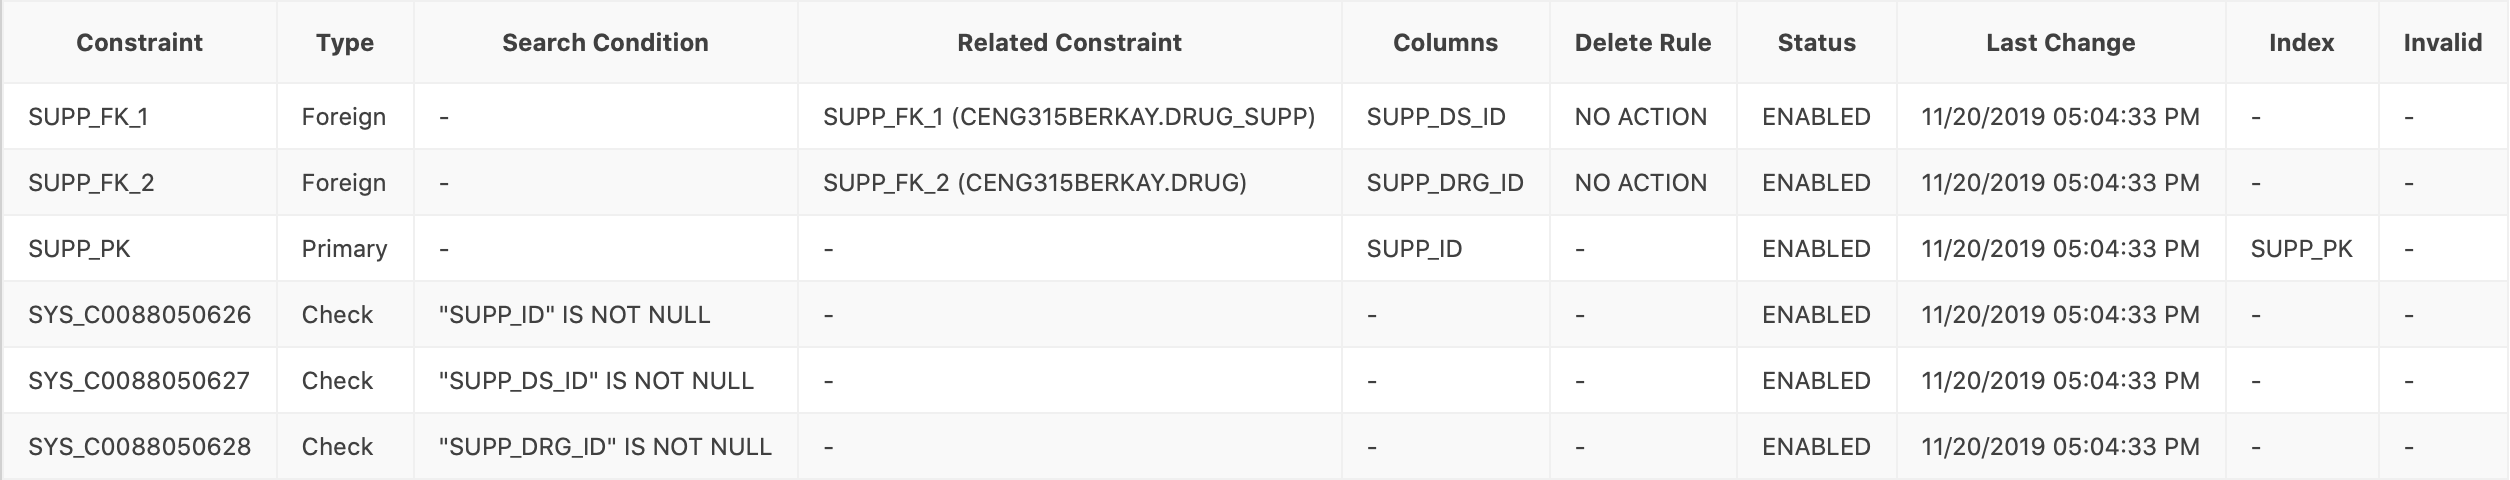 Constraint Type Search Condition Related Constraint Columns Delete Rule Status Last Change Index Invalid
SUPP_FK_1 Foreign - SUPP_FK_1 (CENG315BERKAY.DRUG_SUPP) SUPP_DS_ID NO ACTION ENABLED 11/20/2019 05:04:33 PM - -
SUPP_FK_2 Foreign - SUPP_FK_2 (CENG315BERKAY.DRUG) SUPP_DRG_ID NO ACTION ENABLED 11/20/2019 05:04:33 PM - -
SUPP_PK Primary - - SUPP_ID - ENABLED 11/20/2019 05:04:33 PM SUPP_PK -
SYS_C0088050626 Check "SUPP_ID" IS NOT NULL - - - ENABLED 11/20/2019 05:04:33 PM - -
SYS_C0088050627 Check "SUPP_DS_ID" IS NOT NULL - - - ENABLED 11/20/2019 05:04:33 PM - -
SYS_C0088050628 Check "SUPP_DRG_ID" IS NOT NULL - - - ENABLED 11/20/2019 05:04:33 PM - -